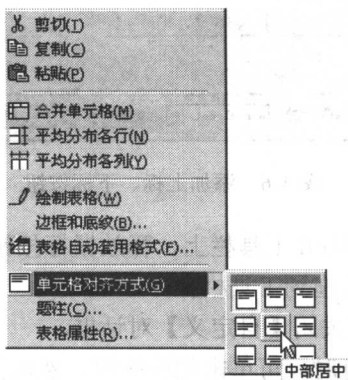 剪切(T)
复制(C)
粘贴(P)
合并单元格(M)
平均分布各行(N)
平均分布各列(Y)
绘制表格(W)
边框和底纹(B)...
表格自动套用格式(F)...
单元格对齐方式(G)
题注(C)...
表格属性(R)...
中部居中